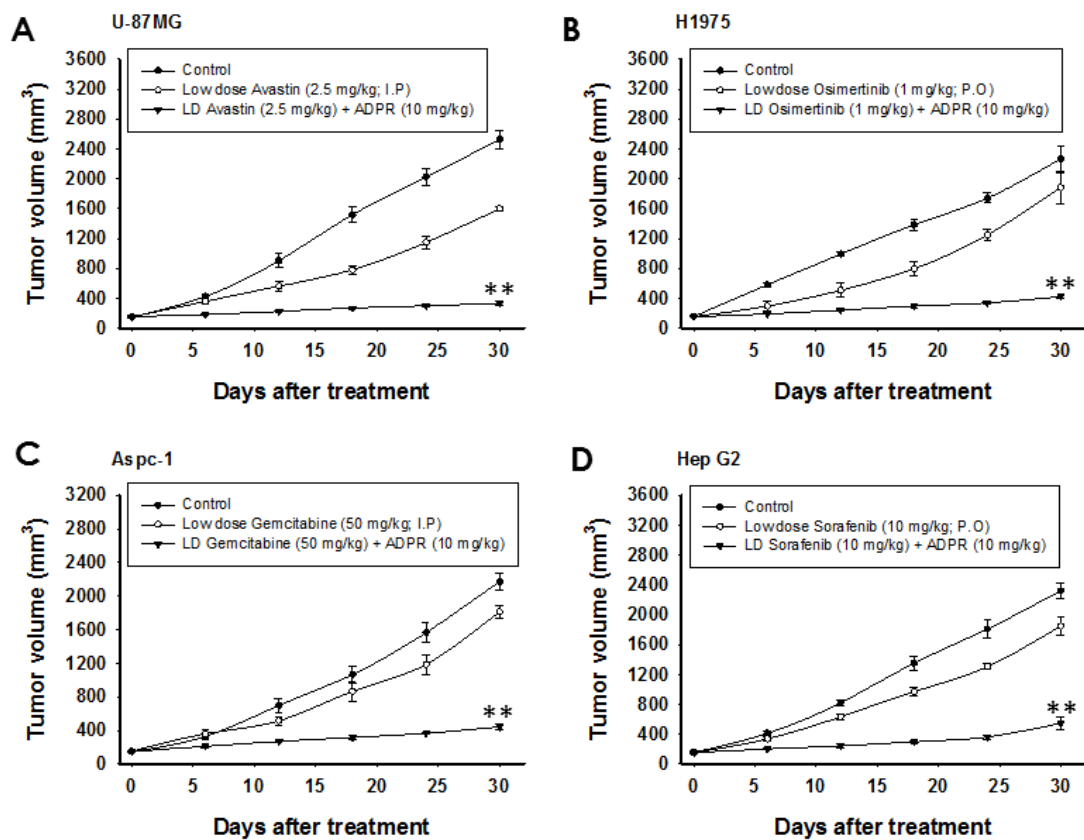 A
U-87MG
Control
Low dose Avastin (2.5 mg/kg; I.P)
LD Avastin (2.5 mg/kg) + ADPR (10 mg/kg)
Tumor volume (mm3)
3600
3200
2800
2400
2000
1600
1200
800
400
0
**
0 5 10 15 20 25 30
Days after treatment
B
H1975
Control
Low dose Osimertinib (1 mg/kg; P.O)
LD Osimertinib (1 mg/kg) + ADPR (10 mg/kg)
Tumor volume (mm3)
3600
3200
2800
2400
2000
1600
1200
800
400
0
**
0 5 10 15 20 25 30
Days after treatment
C
Aspc-1
Control
Low dose Gemcitabine (50 mg/kg; I.P)
LD Gemcitabine (50 mg/kg) + ADPR (10 mg/kg)
Tumor volume (mm3)
3200
2800
2400
2000
1600
1200
800
400
0
**
0 5 10 15 20 25 30
Days after treatment
D
Hep G2
Control
Low dose Sorafenib (10 mg/kg; P.O)
LD Sorafenib (10 mg/kg) + ADPR (10 mg/kg)
Tumor volume (mm3)
3600
3200
2800
2400
2000
1600
1200
800
400
0
**
0 5 10 15 20 25 30
Days after treatment